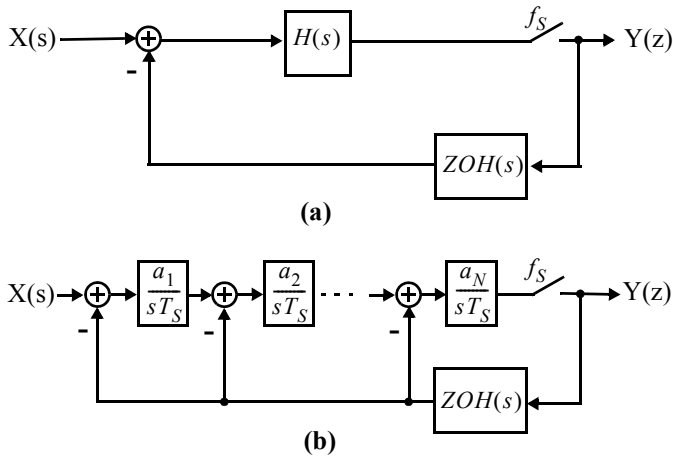 X(s) + H(s) f_S Y(z)
-
ZOH(s)
(a)
X(s) + a_1/sT_S + a_2/sT_S - - - - + a_N/sT_S f_S Y(z)
- - -
ZOH(s)
(b)